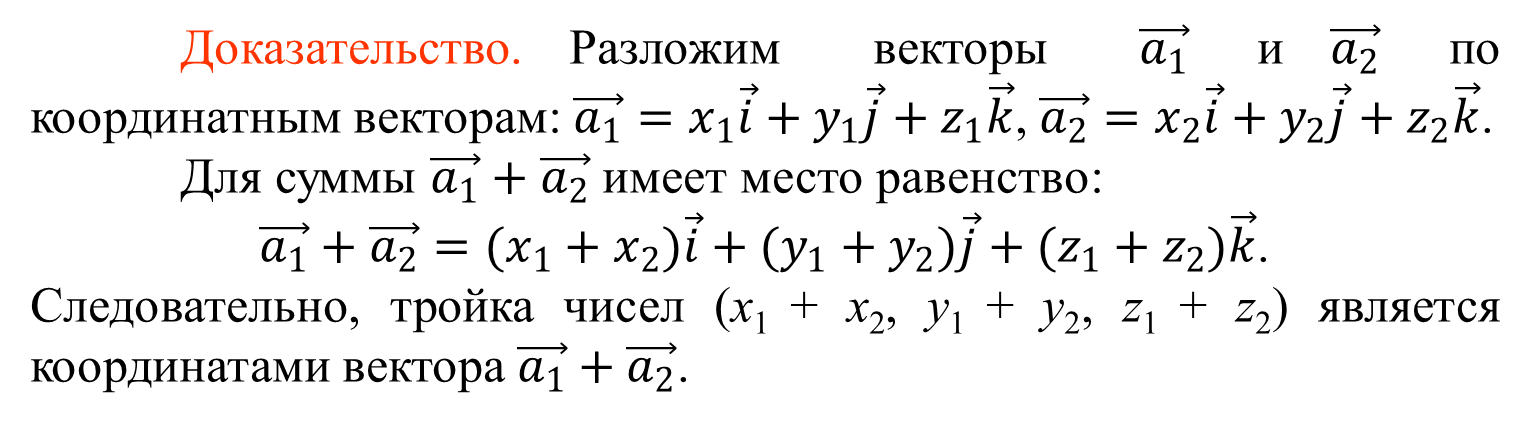 Доказательство. Разложим векторы $\overrightarrow{a_1}$ и $\overrightarrow{a_2}$ по
координатным векторам: $\overrightarrow{a_1} = x_1\vec{i} + y_1\vec{j} + z_1\vec{k}$, $\overrightarrow{a_2} = x_2\vec{i} + y_2\vec{j} + z_2\vec{k}$.
Для суммы $\overrightarrow{a_1} + \overrightarrow{a_2}$ имеет место равенство:
$\overrightarrow{a_1} + \overrightarrow{a_2} = (x_1 + x_2)\vec{i} + (y_1 + y_2)\vec{j} + (z_1 + z_2)\vec{k}$.
Следовательно, тройка чисел $(x_1 + x_2, y_1 + y_2, z_1 + z_2)$ является
координатами вектора $\overrightarrow{a_1} + \overrightarrow{a_2}$.